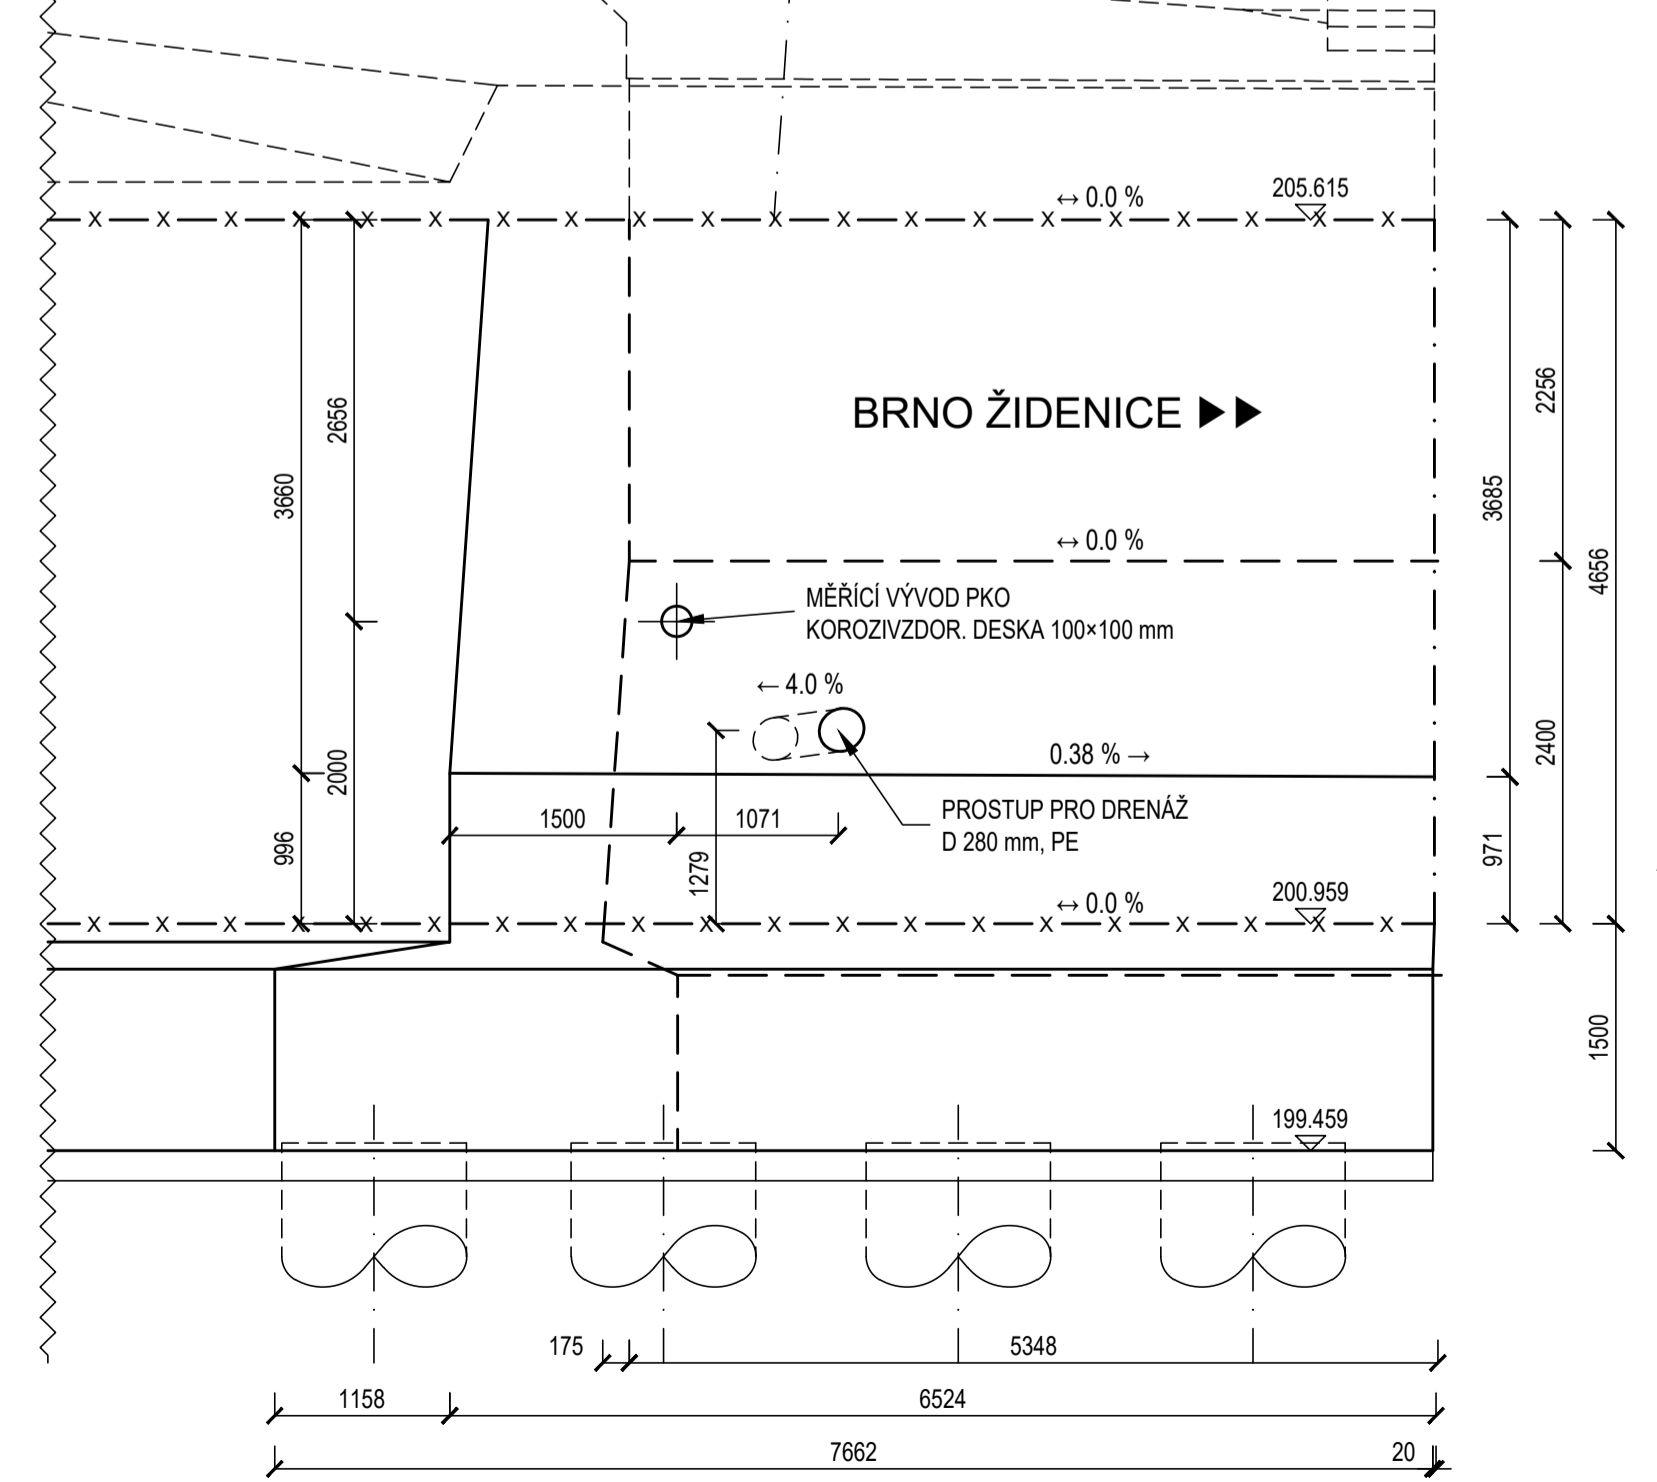 ↔ 0.0 %
205.615
X X X X X X X X X X X X X X X X X X X X
2656
3660
BRNO ŽIDENICE ▶▶
2256
3685
4656
↔ 0.0 %
MĚŘÍCÍ VÝVOD PKO
KOROZIVZDOR. DESKA 100×100 mm
← 4.0 %
2000
0.38 % →
2400
1500
1071
PROSTUP PRO DRENÁŽ
D 280 mm, PE
996
1279
971
↔ 0.0 %
200.959
X X X X X X X X X X X X X X X X X X X X
1500
199.459
175
5348
1158
6524
7662
20